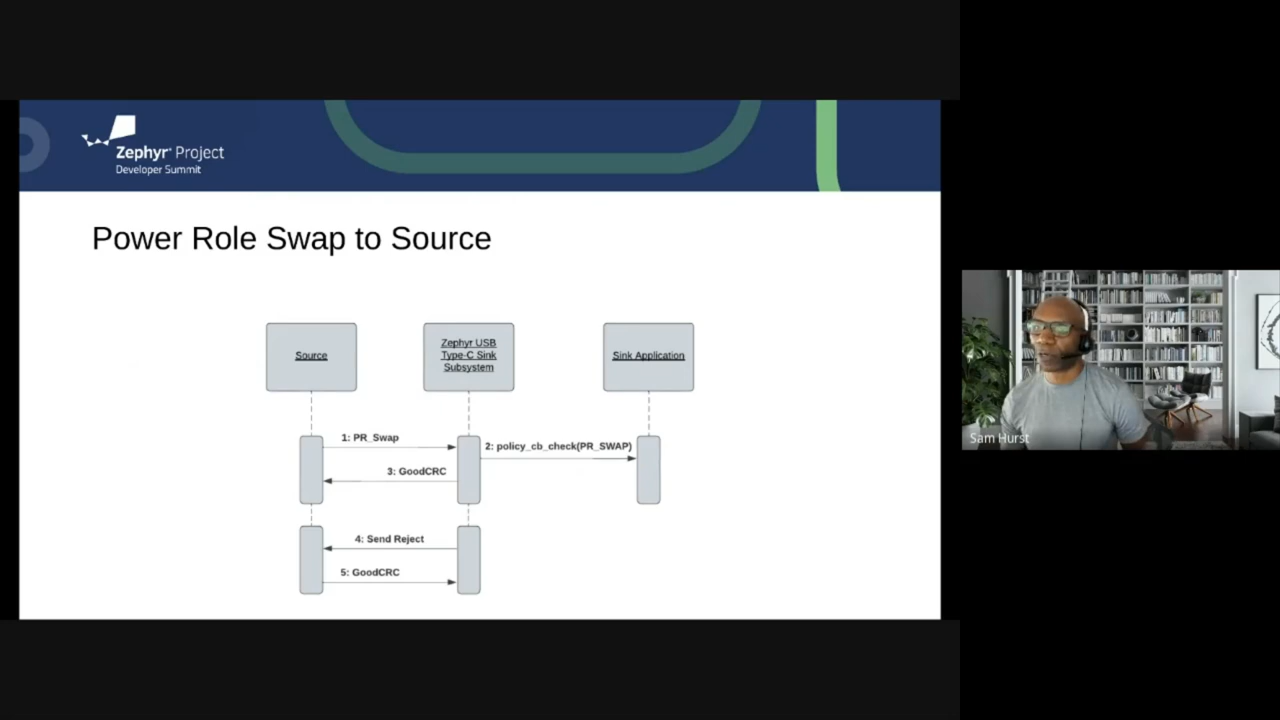 Zephyr® Project
Developer Summit
Power Role Swap to Source
Source
Zephyr USB
Type-C Sink
Subsystem
Sink Application
1: PR_Swap
2: policy_cb_check(PR_SWAP)
3: GoodCRC
4: Send Reject
5: GoodCRC
Sam Hurst